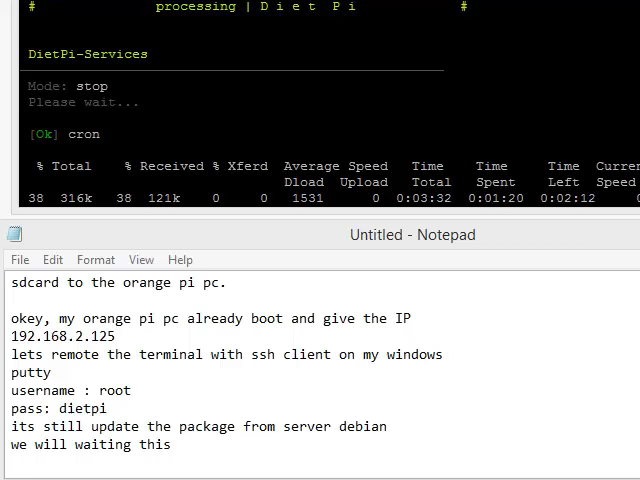 # processing | D i e t P i #
DietPi-Services
Mode: stop
Please wait...
[Ok] cron
% Total % Received % Xferd Average Speed Time Time Time Current
Dload Upload Total Spent Left Speed
38 316k 38 121k 0 0 1531 0 0:03:32 0:01:20 0:02:12
Untitled - Notepad
File Edit Format View Help
sdcard to the orange pi pc.
okey, my orange pi pc already boot and give the IP
192.168.2.125
lets remote the terminal with ssh client on my windows
putty
username : root
pass: dietpi
its still update the package from server debian
we will waiting this